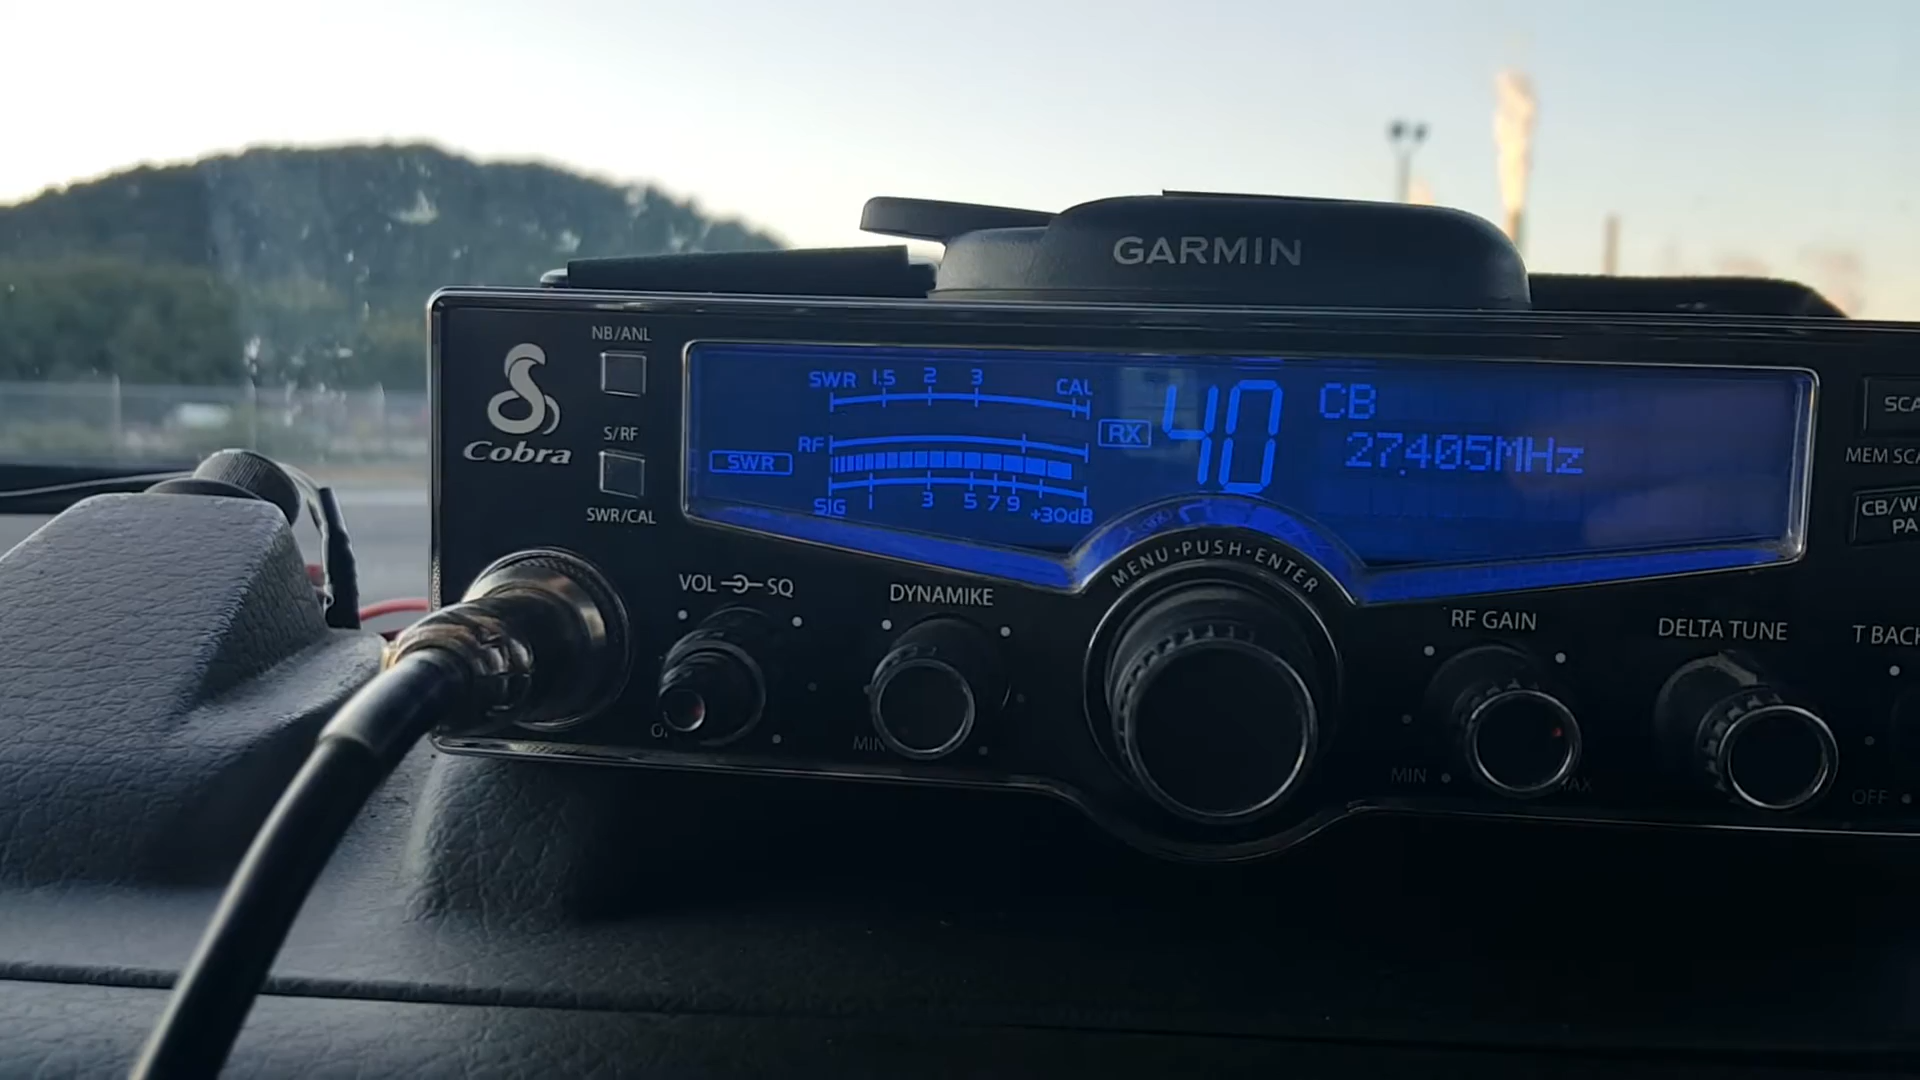 GARMIN
Cobra
NB/ANL
S/RF
SWR/CAL
SWR 1.5 2 3 CAL
RF
SWR
SIG 1 3 5 7 9 +30dB
RX
40
CB
27.405MHz
MENU • PUSH • ENTER
VOL SQ
DYNAMIKE
MIN
RF GAIN
MIN
DELTA TUNE
OFF
MEM